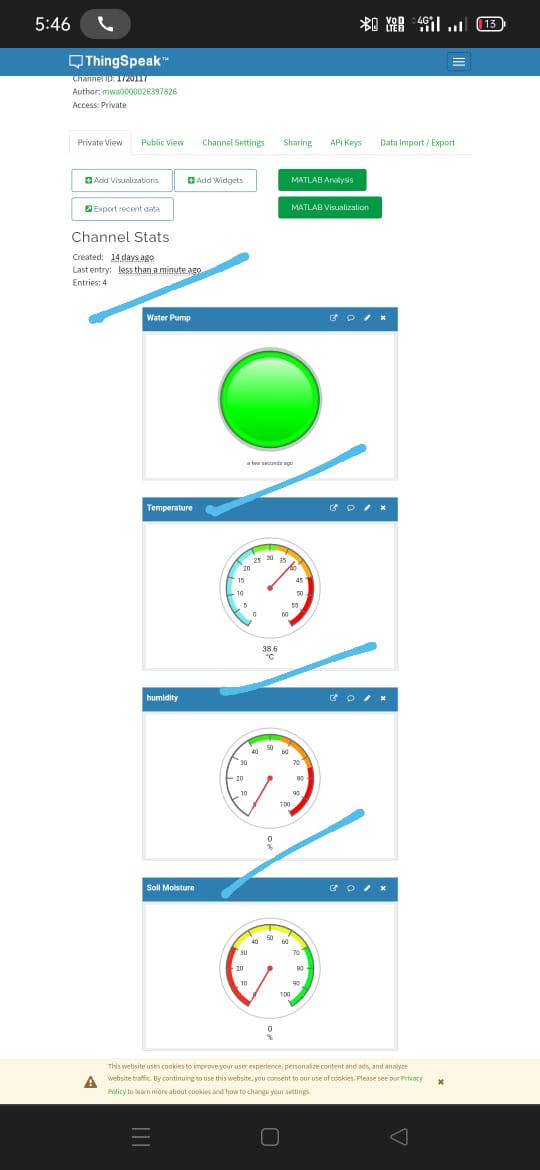 5:46
Vo LTE 2 4G+ 13
ThingSpeak™
Channel ID: 1720117
Author: mwa0000026397826
Access: Private
Private View Public View Channel Settings Sharing API Keys Data Import / Export
Add Visualizations Add Widgets MATLAB Analysis
Export recent data MATLAB Visualization
Channel Stats
Created: 14 days ago
Last entry: less than a minute ago
Entries: 4
Water Pump
a few seconds ago
Temperature
0 5 10 15 20 25 30 35 40 45 50 55 60
38.6
°C
humidity
0 10 20 30 40 50 60 70 80 90 100
0
%
Soil Moisture
0 10 20 30 40 50 60 70 80 90 100
0
%
This website uses cookies to improve your user experience, personalize content and ads, and analyze
website traffic. By continuing to use this website, you consent to our use of cookies. Please see our Privacy
Policy to learn more about cookies and how to change your settings.